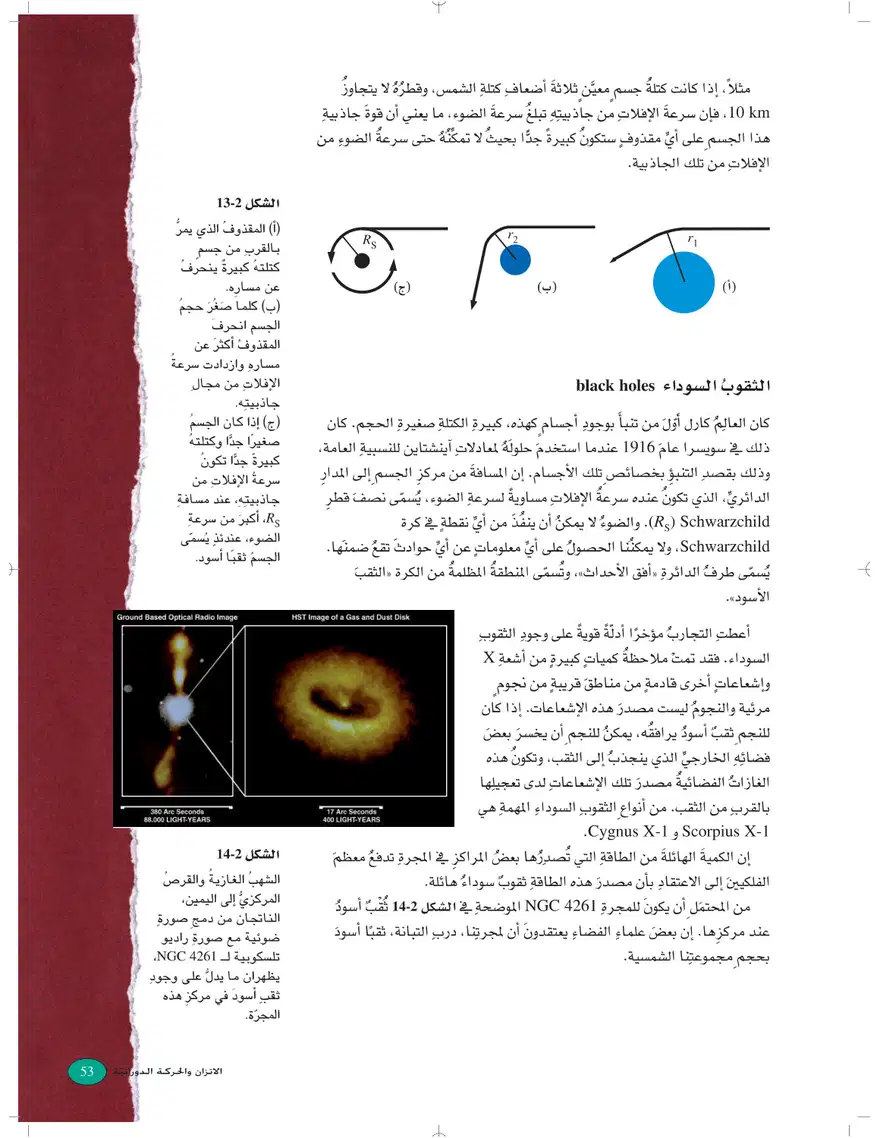 مثلاً، إذا كانت كتلةُ جسمٍ معيَّنٍ ثلاثةَ أضعافِ كتلةِ الشمس، وقطرُهُ لا يتجاوزُ
10 km، فإن سرعةَ الإفلاتِ من جاذبيتِهِ تبلغُ سرعةَ الضوء، ما يعني أن قوةَ جاذبيةِ
هذا الجسمِ على أيِّ مقذوفٍ ستكونُ كبيرةً جدًّا بحيثُ لا تمكِّنُهُ حتى سرعةُ الضوءِ من
الإفلاتِ من تلك الجاذبية.
الشكل 2-13
(أ) المقذوفُ الذي يمرُّ
بالقربِ من جسمٍ
كتلتهُ كبيرةٌ ينحرفُ
عن مسارِه.
(ب) كلما صَغُرَ حجمُ
الجسم انحرفَ
المقذوفُ أكثرَ عن
مسارهِ وازدادت سرعةُ
الإفلاتِ من مجالِ
جاذبيتِه.
(ج) إذا كان الجسمُ
صغيرًا جدًّا وكتلتهُ
كبيرةً جدًّا تكونُ
سرعةُ الإفلاتِ من
جاذبيتِهِ، عند مسافةِ
RS، أكبرَ من سرعةِ
الضوء، عندئذٍ يُسمّى
الجسمُ ثقبًا أسود.
r1
(أ)
r2
(ب)
RS
(ج)
الثقوبُ السوداء black holes
كان العالِمُ كارل أوّلَ من تنبأَ بوجودِ أجسامٍ كهذه، كبيرةِ الكتلةِ صغيرةِ الحجم. كان
ذلك في سويسرا عامَ 1916 عندما استخدمَ حلولَهُ لمعادلاتِ آينشتاين للنسبيةِ العامة،
وذلك بقصدِ التنبؤِ بخصائصِ تلك الأجسام. إن المسافةَ من مركزِ الجسمِ إلى المدارِ
الدائريِّ، الذي تكونُ عنده سرعةُ الإفلاتِ مساويةً لسرعةِ الضوء، يُسمّى نصفَ قطرِ
Schwarzchild (RS). والضوءُ لا يمكنُ أن ينفُذَ من أيِّ نقطةٍ في كرة
Schwarzchild، ولا يمكنُنا الحصولُ على أيِّ معلوماتٍ عن أيِّ حوادثَ تقعُ ضمنَها.
يُسمّى طرفُ الدائرةِ «أفق الأحداث»، وتُسمّى المنطقةُ المظلمةُ من الكرة «الثقبَ
الأسود».
أعطتِ التجاربُ مؤخرًا أدلّةً قويةً على وجودِ الثقوبِ
السوداء. فقد تمتْ ملاحظةُ كمياتٍ كبيرةٍ من أشعةِ X
وإشعاعاتٍ أخرى قادمةٍ من مناطقَ قريبةٍ من نجومٍ
مرئية والنجومُ ليست مصدرَ هذه الإشعاعات. إذا كان
للنجمِ ثقبٌ أسودُ يرافقُه، يمكنُ للنجمِ أن يخسرَ بعضَ
فضائِهِ الخارجيِّ الذي ينجذبُ إلى الثقب، وتكونُ هذه
الغازاتُ الفضائيةُ مصدرَ تلك الإشعاعاتِ لدى تعجيلِها
بالقربِ من الثقب. من أنواعِ الثقوبِ السوداءِ المهمةِ هي
Scorpius X-1 و Cygnus X-1.
إن الكميةَ الهائلةَ من الطاقةِ التي تُصدِرُها بعضُ المراكزِ في المجرةِ تدفعُ معظمَ
الفلكيينَ إلى الاعتقادِ بأن مصدرَ هذه الطاقةِ ثقوبٌ سوداءُ هائلة.
من المحتمَلِ أن يكونَ للمجرةِ NGC 4261 الموضحةِ في الشكل 2-14 ثُقْبٌ أسودُ
عند مركزِها. إن بعضَ علماءِ الفضاءِ يعتقدونَ أن لمجرتِنا، دربِ التبانة، ثقبًا أسودَ
بحجمِ مجموعتِنا الشمسية.
Ground Based Optical Radio Image
HST Image of a Gas and Dust Disk
380 Arc Seconds
88.000 LIGHT-YEARS
17 Arc Seconds
400 LIGHT-YEARS
الشكل 2-14
الشهبُ الغازيةُ والقرصُ
المركزيُّ إلى اليمين،
الناتجانُ من دمجِ صورةٍ
ضوئية مع صورةِ راديو
تلسكوبية لــ NGC 4261،
يظهران ما يدلُّ على وجودِ
ثقبٍ أسودَ في مركزِ هذه
المجرّة.
الاتزان والحركة الدورانية
53